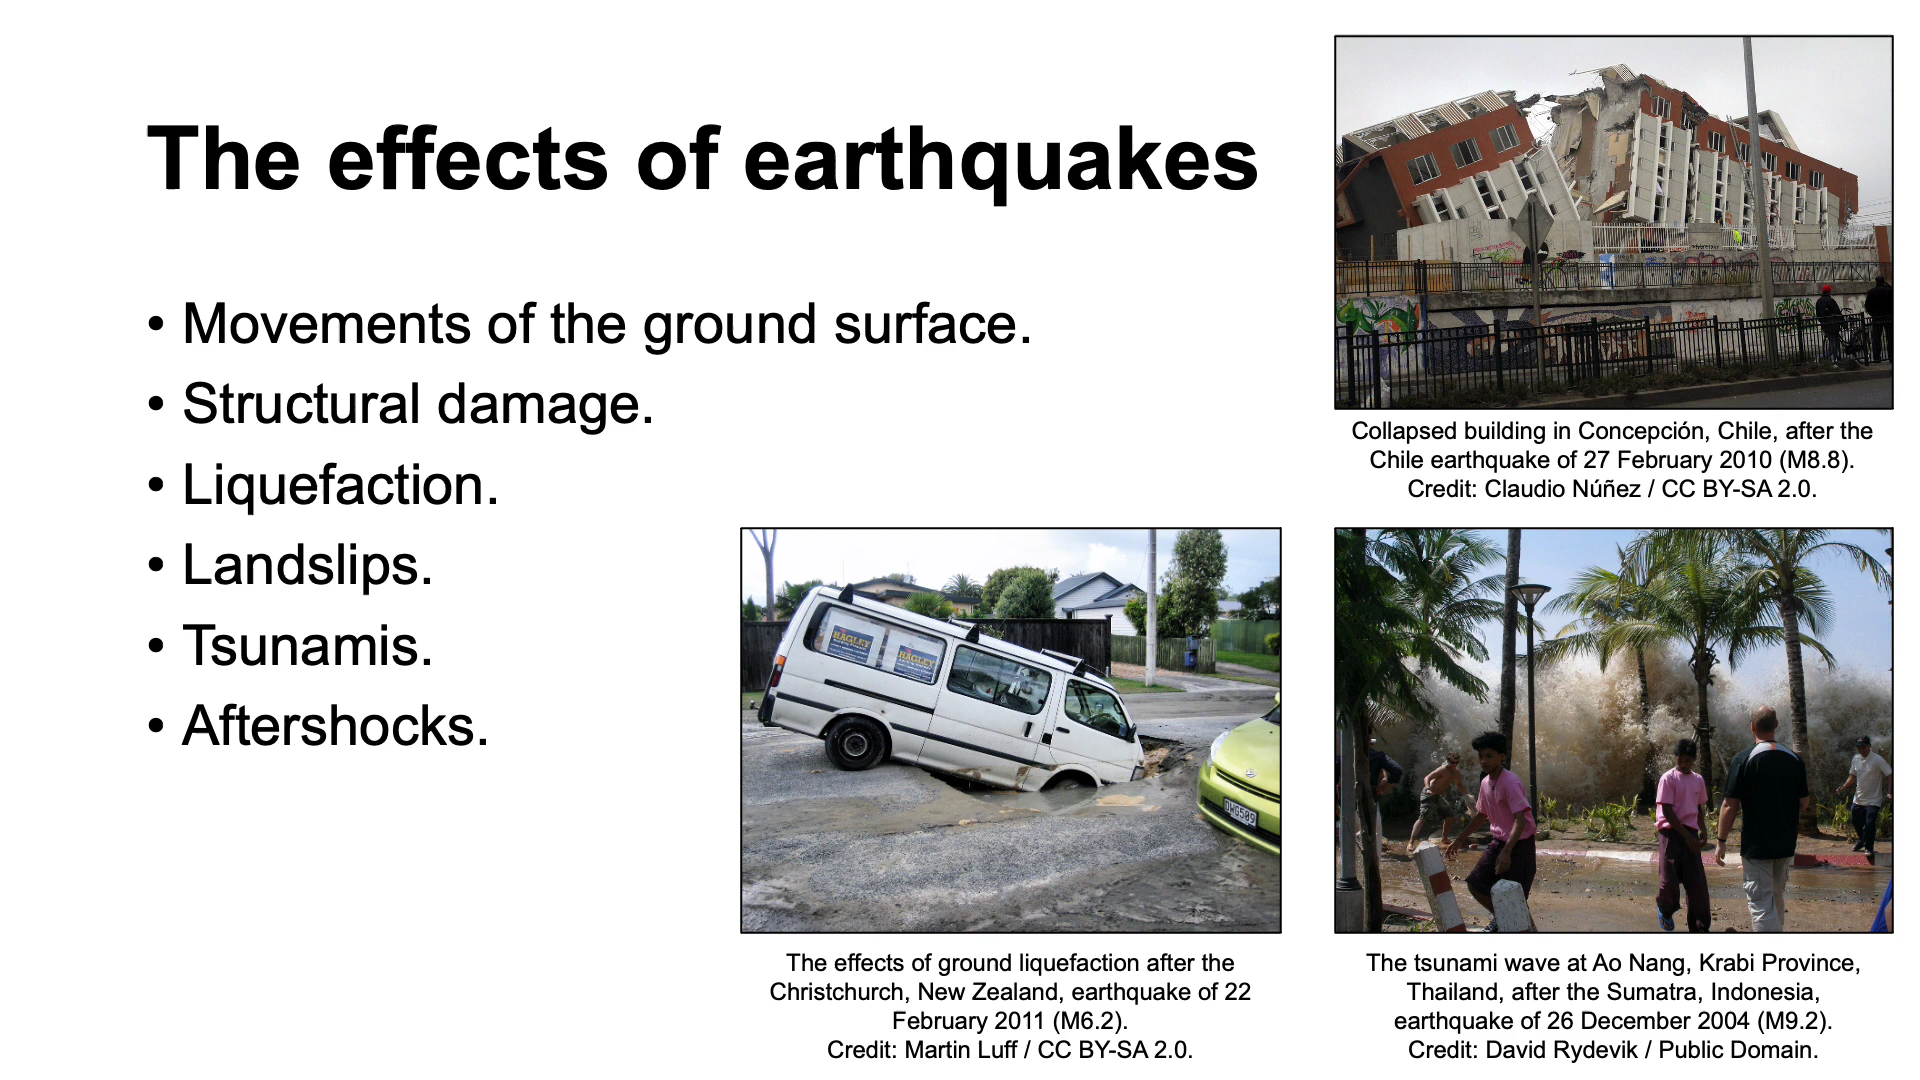 The effects of earthquakes
• Movements of the ground surface.
• Structural damage.
• Liquefaction.
• Landslips.
• Tsunamis.
• Aftershocks.
Collapsed building in Concepción, Chile, after the
Chile earthquake of 27 February 2010 (M8.8).
Credit: Claudio Núñez / CC BY-SA 2.0.
HAGLEY
HAGLEY
DHG509
The effects of ground liquefaction after the
Christchurch, New Zealand, earthquake of 22
February 2011 (M6.2).
Credit: Martin Luff / CC BY-SA 2.0.
The tsunami wave at Ao Nang, Krabi Province,
Thailand, after the Sumatra, Indonesia,
earthquake of 26 December 2004 (M9.2).
Credit: David Rydevik / Public Domain.